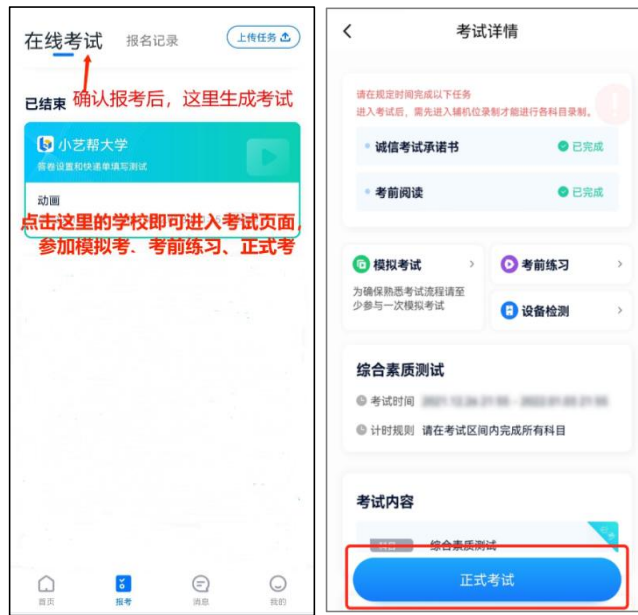 在线考试
报名记录
上传任务
已结束
确认报考后，这里生成考试
小艺帮大学
答卷设置和快递单填写测试
动画
点击这里的学校即可进入考试页面，
参加模拟考、考前练习、正式考
首页
报考
消息
我的
考试详情
请在规定时间完成以下任务
进入考试后，需先进入辅机位录制才能进行各科目录制。
诚信考试承诺书
已完成
考前阅读
已完成
模拟考试
为确保熟悉考试流程请至
少参与一次模拟考试
考前练习
设备检测
综合素质测试
考试时间
计时规则 请在考试区间内完成所有科目
考试内容
综合素质测试
正式考试